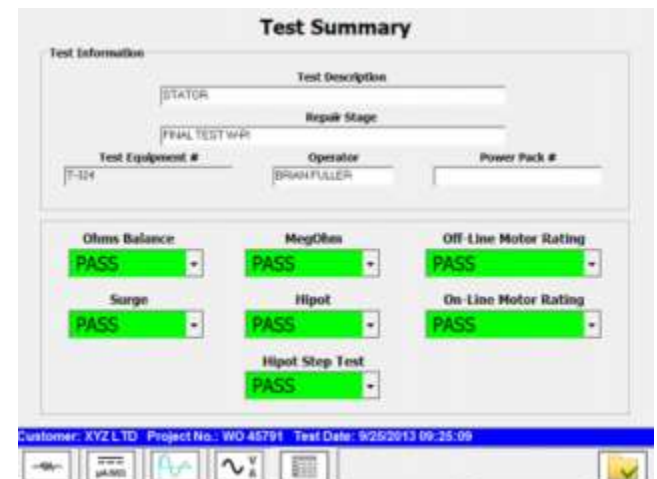 Test Summary
Test Information
Test Description
STATOR
Repair Stage
FINAL TEST W-PI
Test Equipment # Operator Power Pack #
T-324 BRIAN FULLER
Ohms Balance MegOhm Off-Line Motor Rating
PASS PASS PASS
Surge Hipot On-Line Motor Rating
PASS PASS PASS
Hipot Step Test
PASS
Customer: XYZ LTD Project No.: WO 45791 Test Date: 9/25/2013 09:25:09
V
A